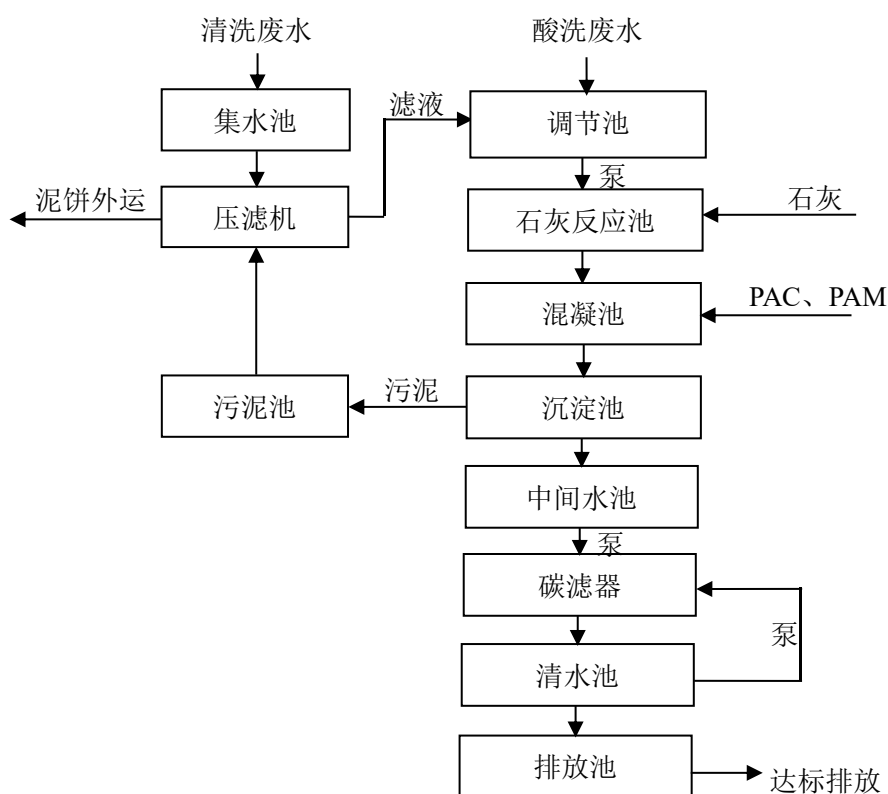 清洗废水
酸洗废水
集水池
滤液
调节池
泵
泥饼外运
压滤机
石灰反应池
石灰
混凝池
PAC、PAM
污泥池
污泥
沉淀池
中间水池
泵
碳滤器
泵
清水池
排放池
达标排放